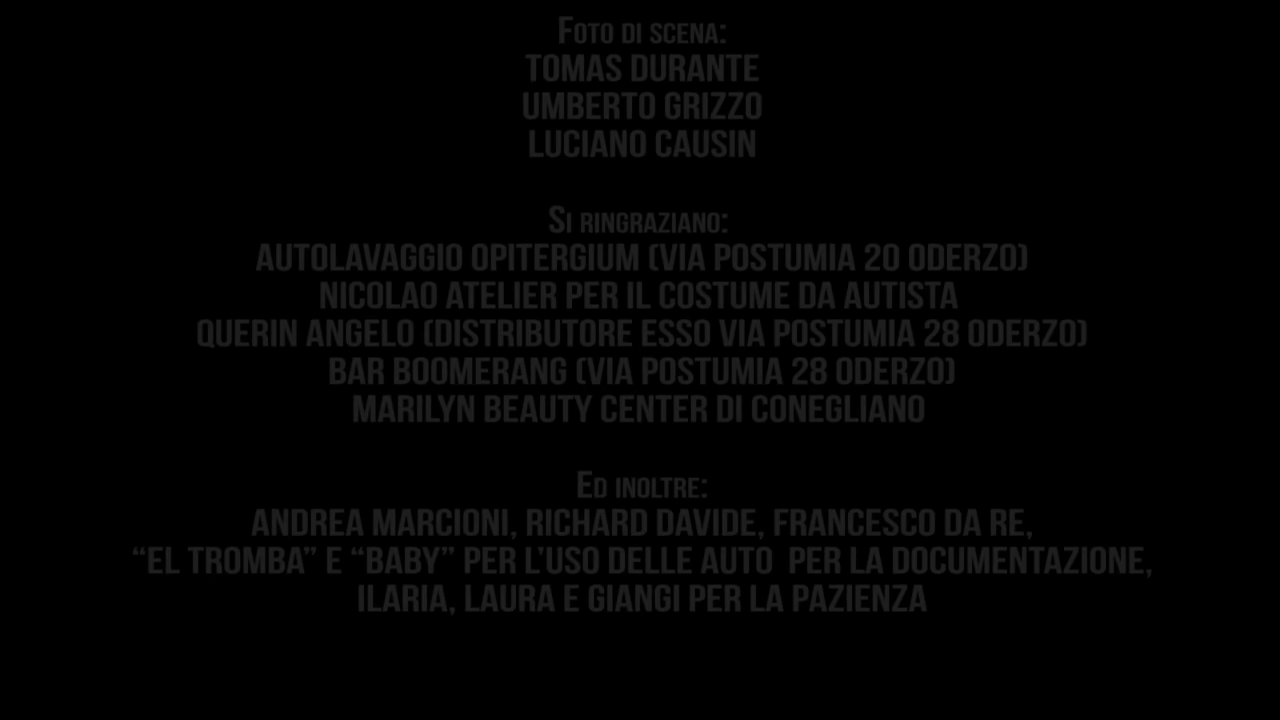 Foto di scena:
TOMAS DURANTE
UMBERTO GRIZZO
LUCIANO CAUSIN
Si ringraziano:
AUTOLAVAGGIO OPITERGIUM (VIA POSTUMIA 20 ODERZO)
NICOLAO ATELIER PER IL COSTUME DA AUTISTA
QUERIN ANGELO (DISTRIBUTORE ESSO VIA POSTUMIA 28 ODERZO)
BAR BOOMERANG (VIA POSTUMIA 28 ODERZO)
MARILYN BEAUTY CENTER DI CONEGLIANO
Ed inoltre:
ANDREA MARCIONI, RICHARD DAVIDE, FRANCESCO DA RE,
“EL TROMBA” E “BABY” PER L’USO DELLE AUTO PER LA DOCUMENTAZIONE,
ILARIA, LAURA E GIANGI PER LA PAZIENZA